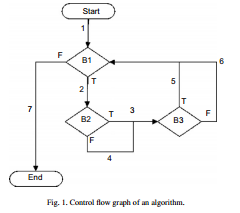 Start
1
F
B1
6
T
2
5
3
7
B2
T
B3
T
F
F
4
End
Fig. 1. Control flow graph of an algorithm.